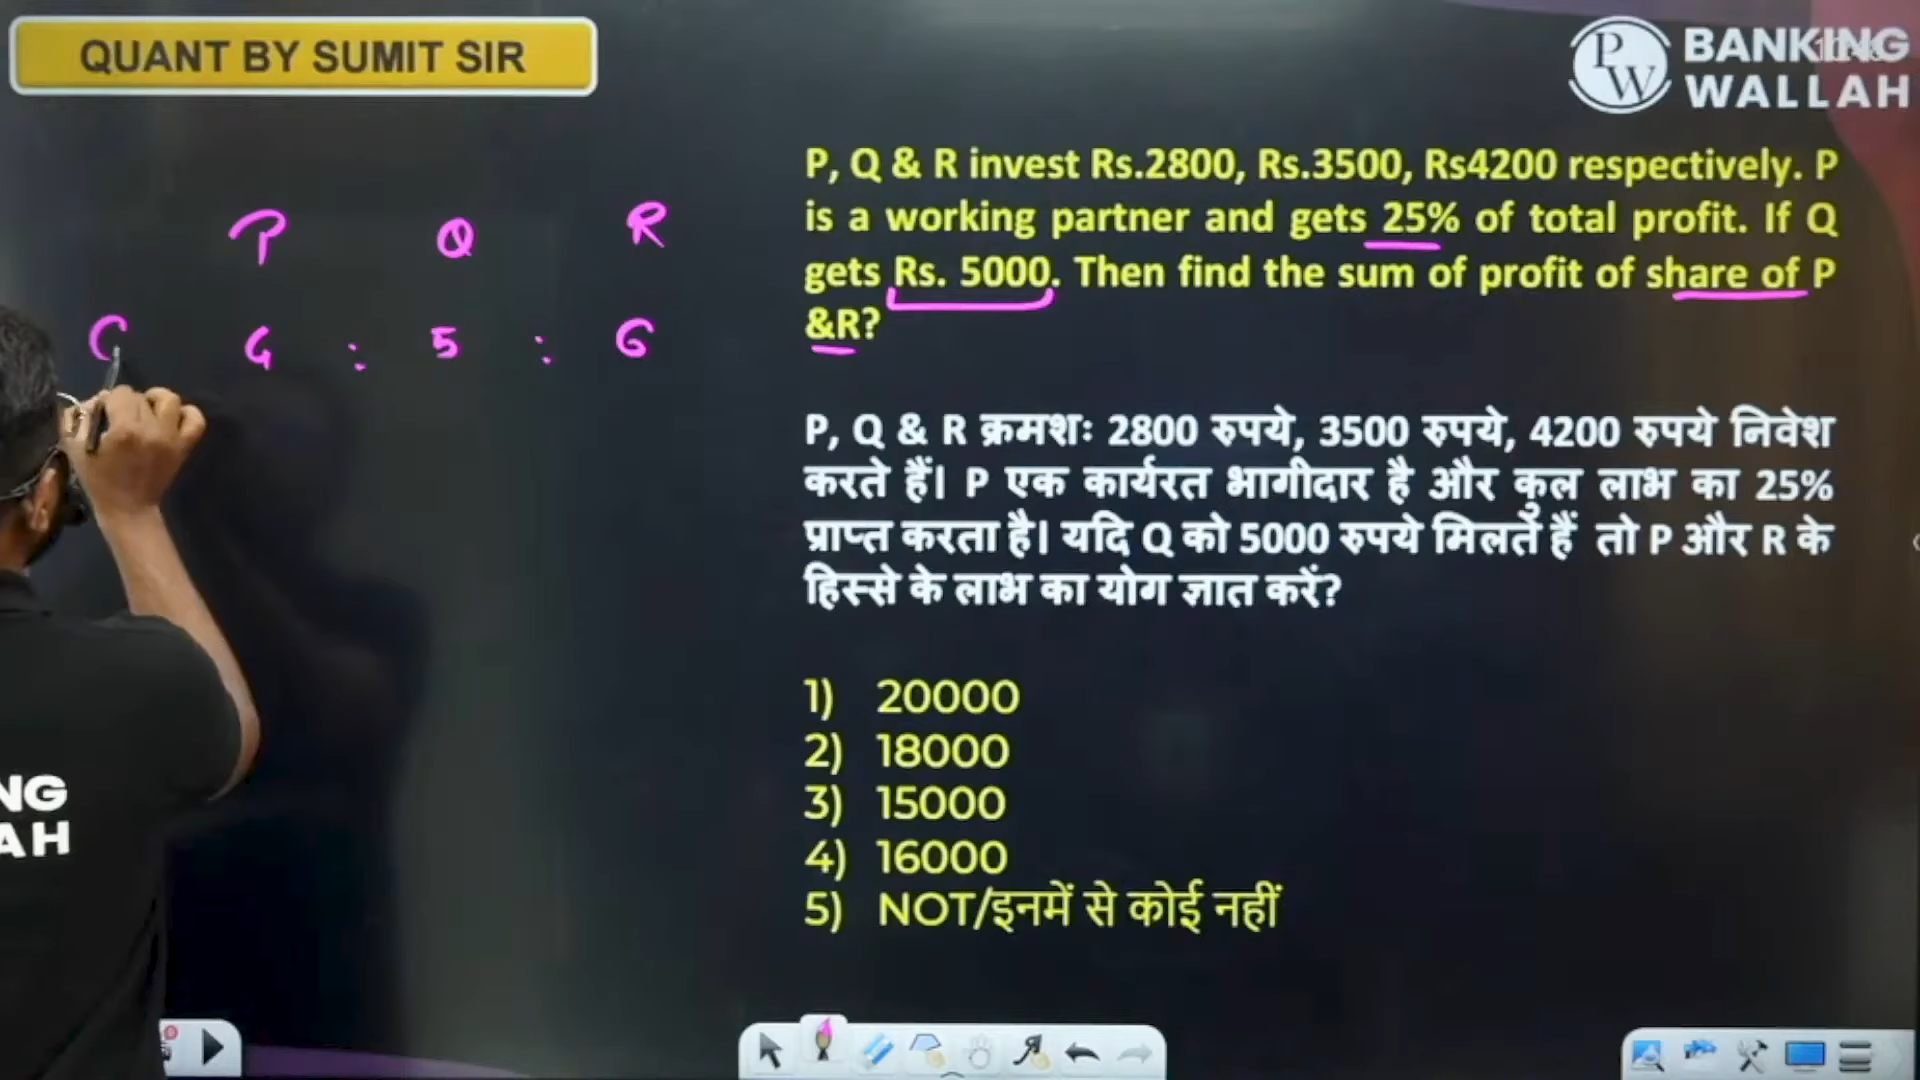 QUANT BY SUMIT SIR
PW BANKING
WALLAH
P, Q & R invest Rs.2800, Rs.3500, Rs4200 respectively. P
is a working partner and gets 25% of total profit. If Q
gets Rs. 5000. Then find the sum of profit of share of P
&R?
P Q R
4 : 5 : 6
P, Q & R क्रमशः 2800 रुपये, 3500 रुपये, 4200 रुपये निवेश
करते हैं। P एक कार्यरत भागीदार है और कुल लाभ का 25%
प्राप्त करता है। यदि Q को 5000 रुपये मिलते हैं तो P और R के
हिस्से के लाभ का योग ज्ञात करें?
1) 20000
2) 18000
3) 15000
4) 16000
5) NOT/इनमें से कोई नहीं
NG
AH